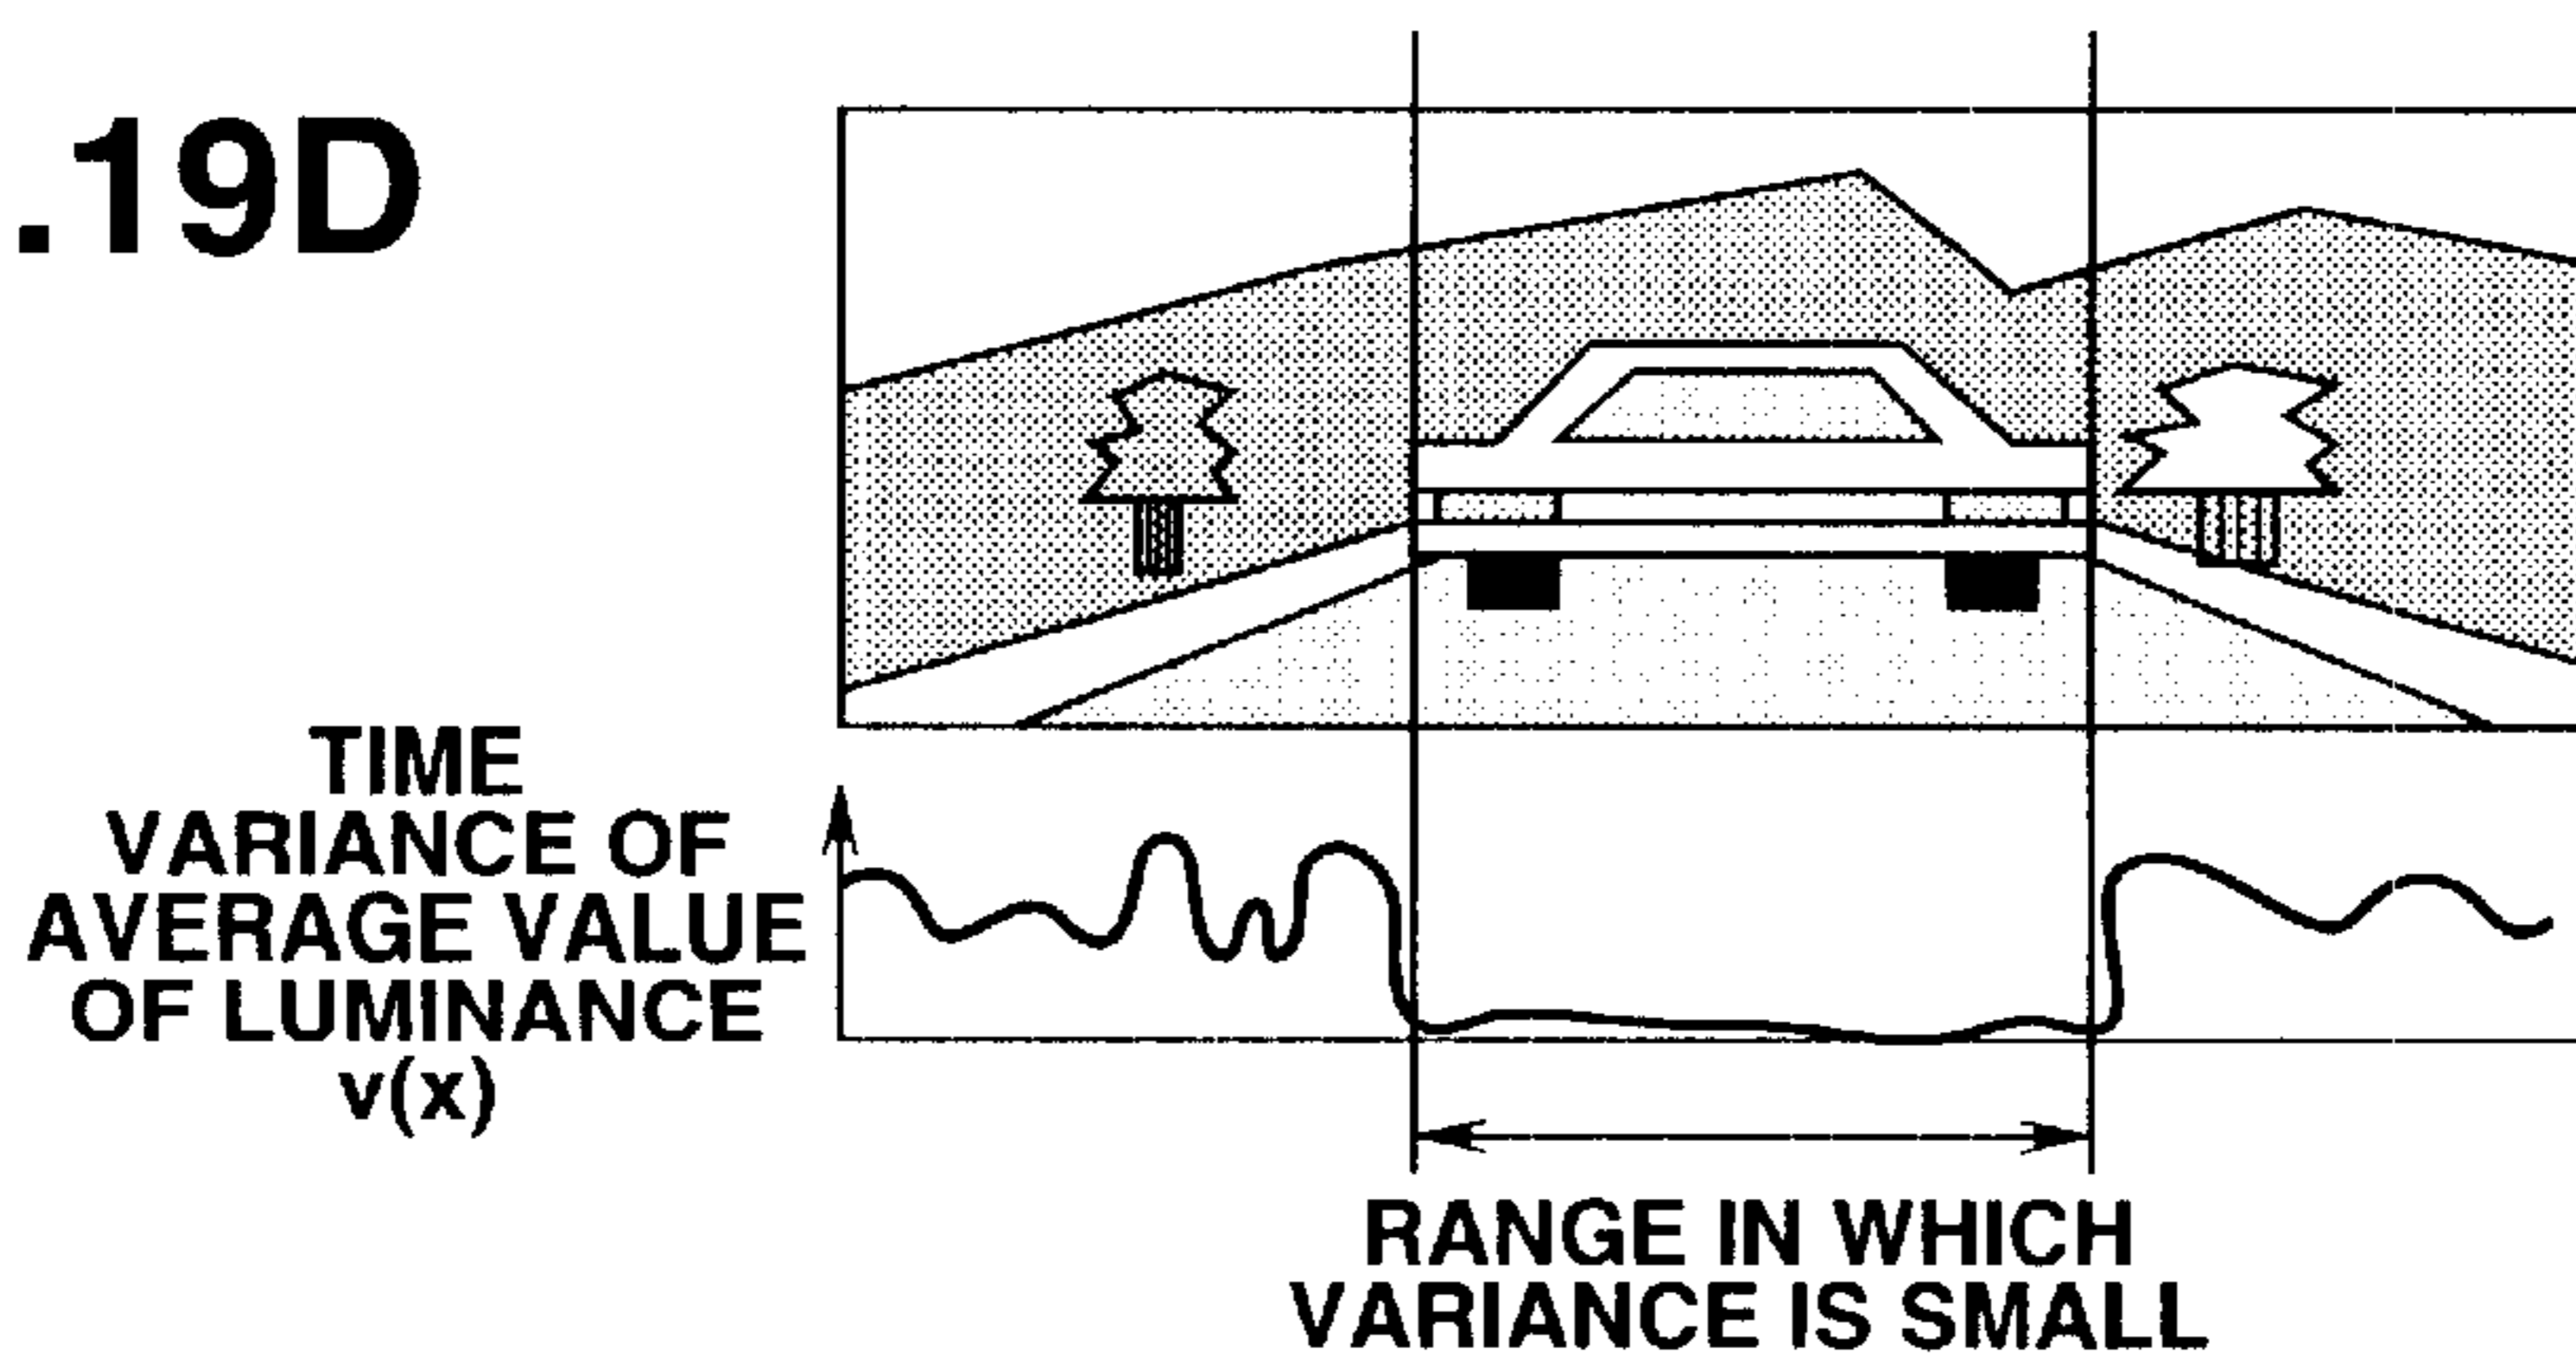 .19D
TIME
VARIANCE OF
AVERAGE VALUE
OF LUMINANCE
v(x)
RANGE IN WHICH
VARIANCE IS SMALL